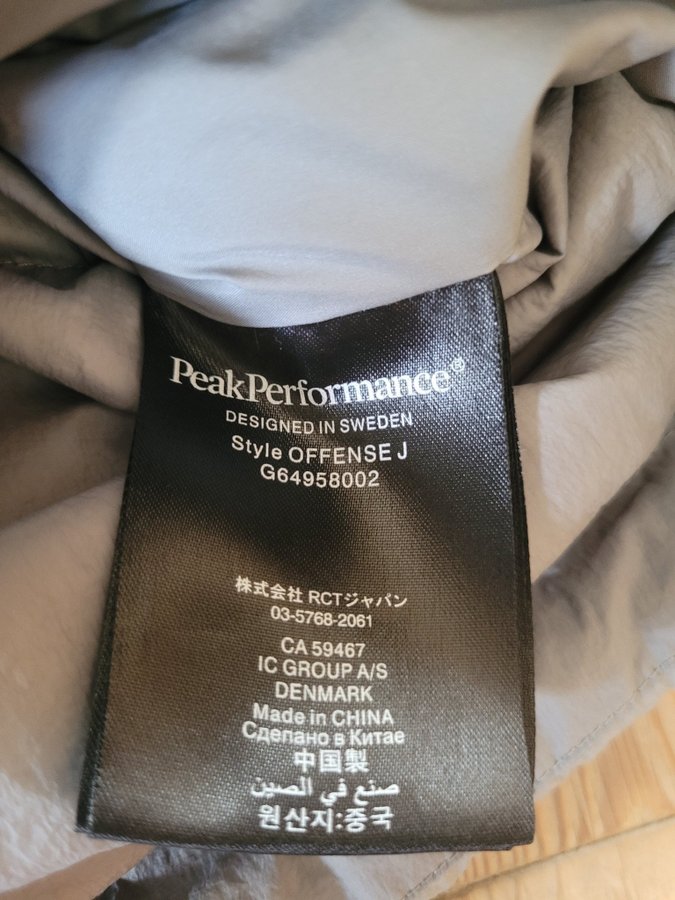 PeakPerformance®
DESIGNED IN SWEDEN
Style OFFENSE J
G64958002
株式会社 RCTジャパン
03-5768-2061
CA 59467
IC GROUP A/S
DENMARK
Made in CHINA
Сделано в Китае
中国製
صنع في الصين
원산지:중국